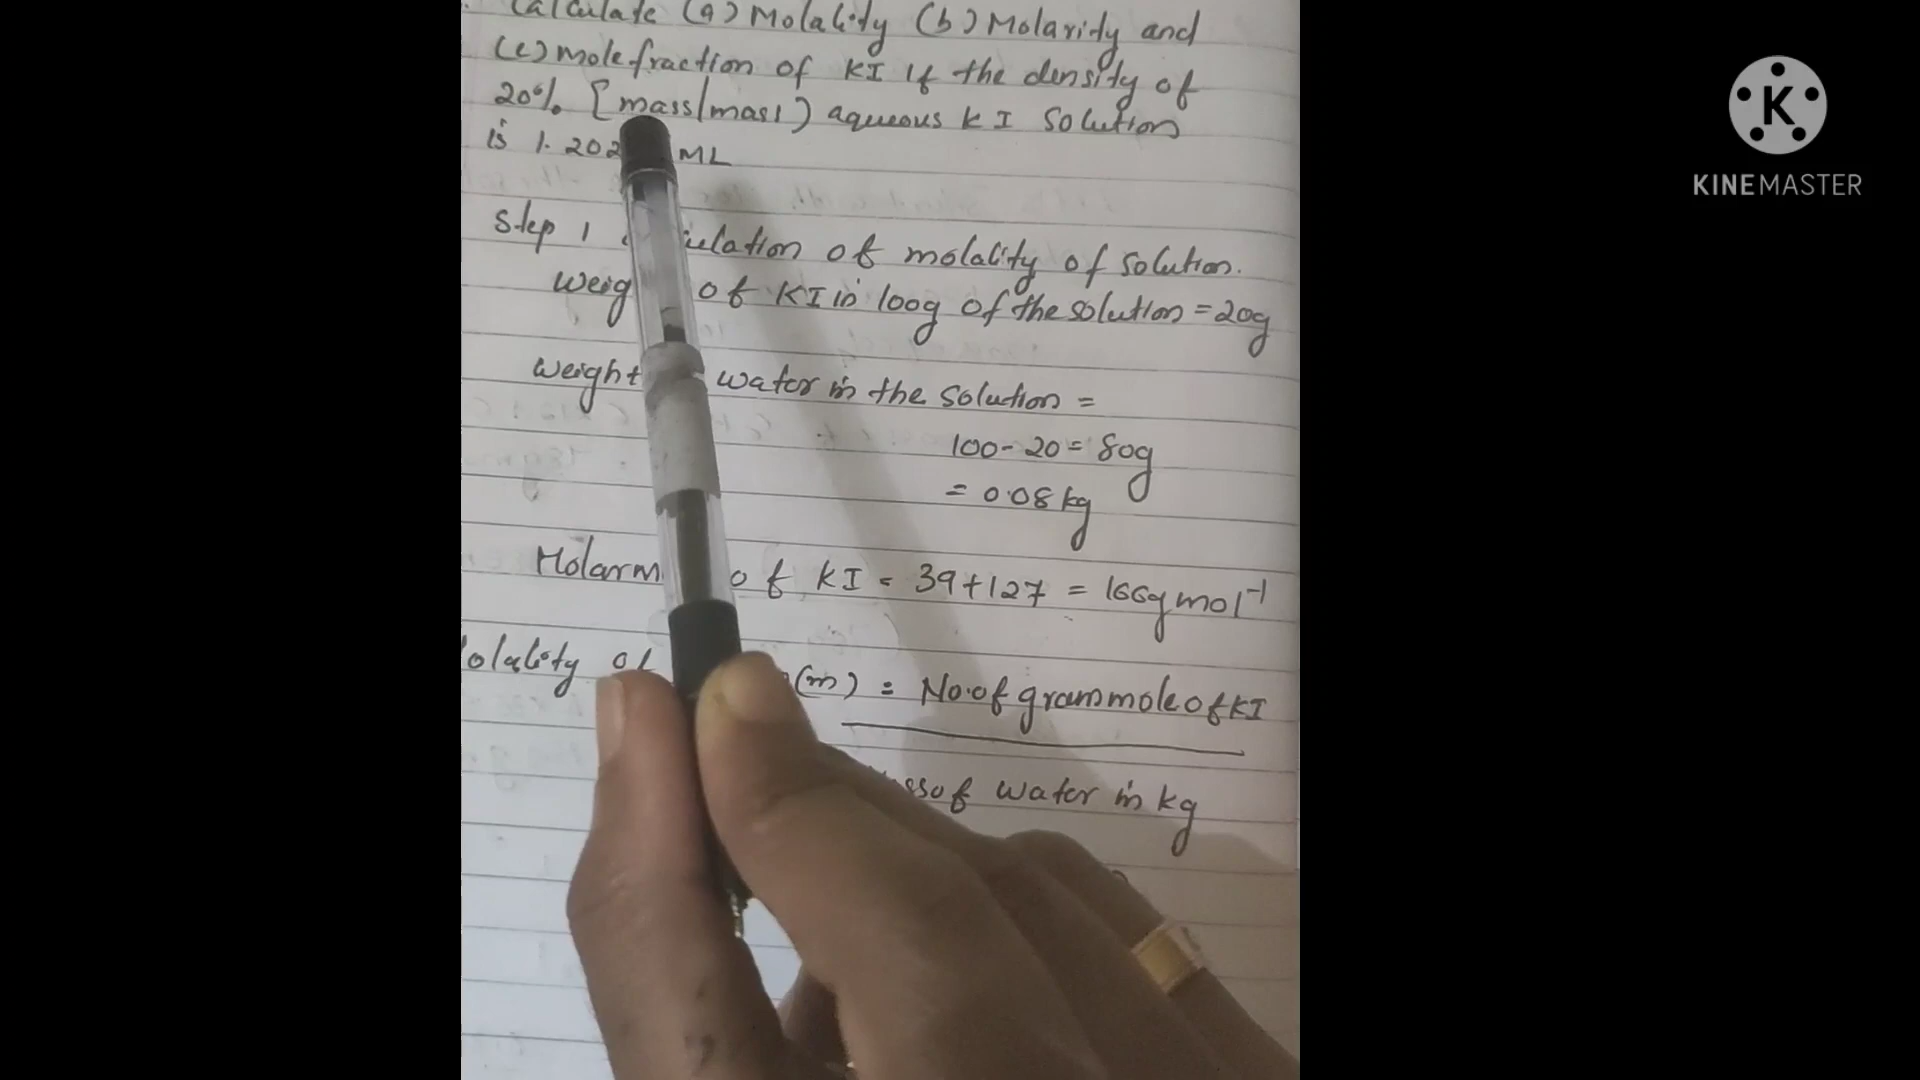 Calculate (a) Molality (b) Molarity and
(c) mole fraction of KI if the density of
20% [mass/mass) aqueous KI solution
is 1.202 ML
Step 1 culation of molality of solution.
Weig of KI in 100g of the solution = 20g
Weight water in the solution =
100 - 20 = 80g
= 0.08 kg
Molarm of KI = 39+127 = 166g mol⁻¹
olality of (m) = No. of gram mole of KI
ss of water in kg
K
KINEMASTER